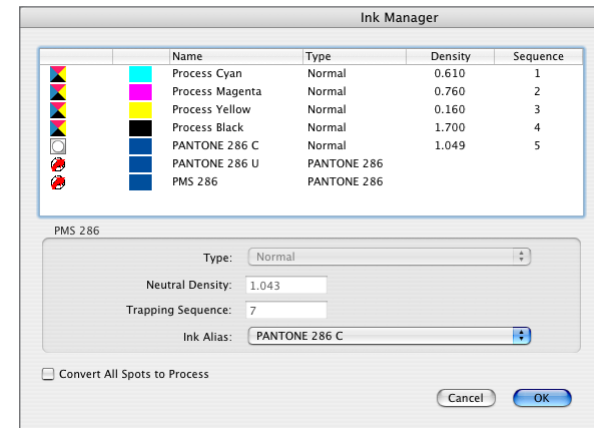 Ink Manager
Name Type Density Sequence
Process Cyan Normal 0.610 1
Process Magenta Normal 0.760 2
Process Yellow Normal 0.160 3
Process Black Normal 1.700 4
PANTONE 286 C Normal 1.049 5
PANTONE 286 U PANTONE 286
PMS 286 PANTONE 286
PMS 286
Type: Normal
Neutral Density: 1.043
Trapping Sequence: 7
Ink Alias: PANTONE 286 C
Convert All Spots to Process
Cancel OK